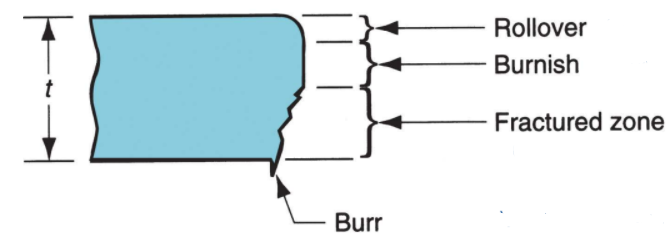 Rollover
Burnish
t
Fractured zone
Burr